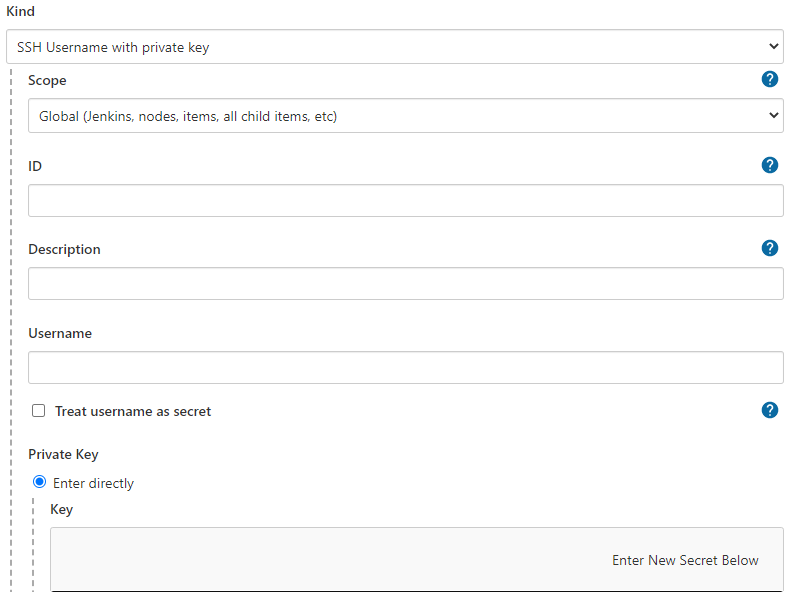 Kind
SSH Username with private key
Scope
?
Global (Jenkins, nodes, items, all child items, etc)
ID
?
Description
?
Username
Treat username as secret
?
Private Key
Enter directly
Key
Enter New Secret Below